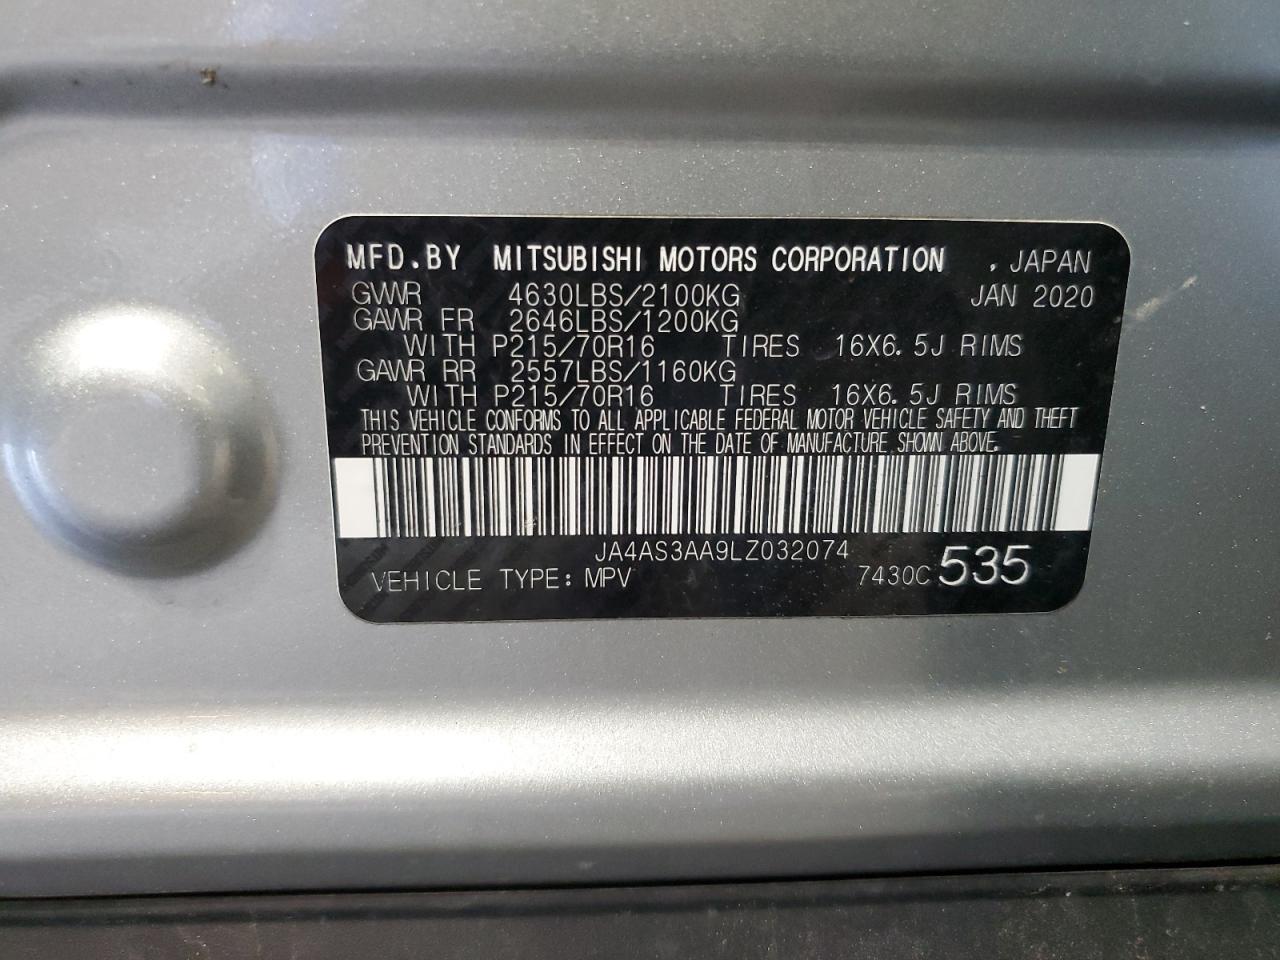 MFD.BY MITSUBISHI MOTORS CORPORATION , JAPAN
GVWR 4630LBS/2100KG JAN 2020
GAWR FR 2646LBS/1200KG
WITH P215/70R16 TIRES 16X6.5J RIMS
GAWR RR 2557LBS/1160KG
WITH P215/70R16 TIRES 16X6.5J RIMS
THIS VEHICLE CONFORMS TO ALL APPLICABLE FEDERAL MOTOR VEHICLE SAFETY AND THEFT
PREVENTION STANDARDS IN EFFECT ON THE DATE OF MANUFACTURE SHOWN ABOVE.
JA4AS3AA9LZ032074
VEHICLE TYPE: MPV 7430C 535